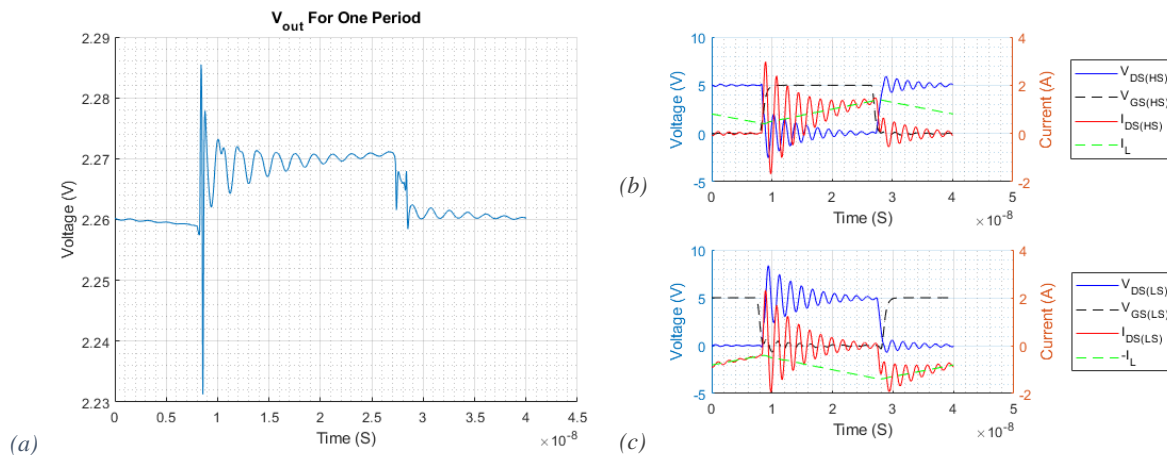 V_out For One Period
2.29
2.28
2.27
2.26
2.25
2.24
2.23
Voltage (V)
0 0.5 1 1.5 2 2.5 3 3.5 4 4.5
Time (S)
×10^-8
(a)
10
5
0
-5
Voltage (V)
4
2
0
-2
Current (A)
0 1 2 3 4 5
Time (S)
×10^-8
V_DS(HS)
V_GS(HS)
I_DS(HS)
I_L
(b)
10
5
0
-5
Voltage (V)
4
2
0
-2
Current (A)
0 1 2 3 4 5
Time (S)
×10^-8
V_DS(LS)
V_GS(LS)
I_DS(LS)
-I_L
(c)